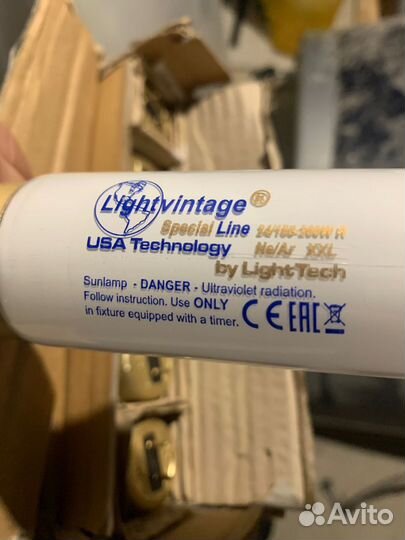 Lightvintage®
Special Line 24/180-200W R
USA Technology Ne/Ar XXL
by LightTech
Sunlamp - DANGER - Ultraviolet radiation.
Follow instruction. Use ONLY
in fixture equipped with a timer.
CE EAC
Avito